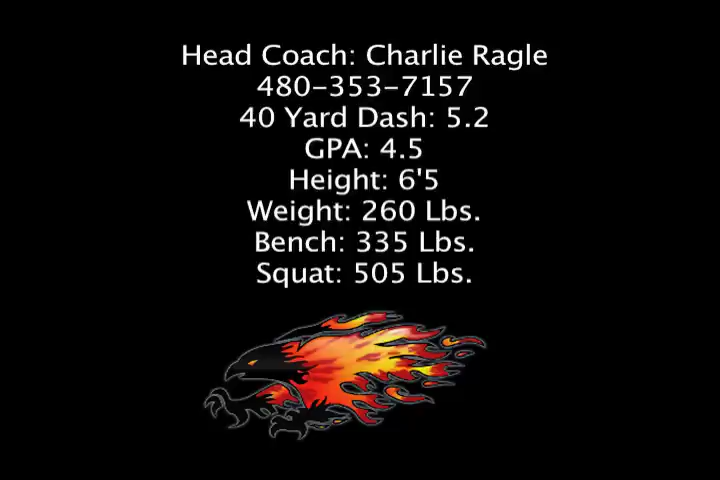 Head Coach: Charlie Ragle
480-353-7157
40 Yard Dash: 5.2
GPA: 4.5
Height: 6'5
Weight: 260 Lbs.
Bench: 335 Lbs.
Squat: 505 Lbs.